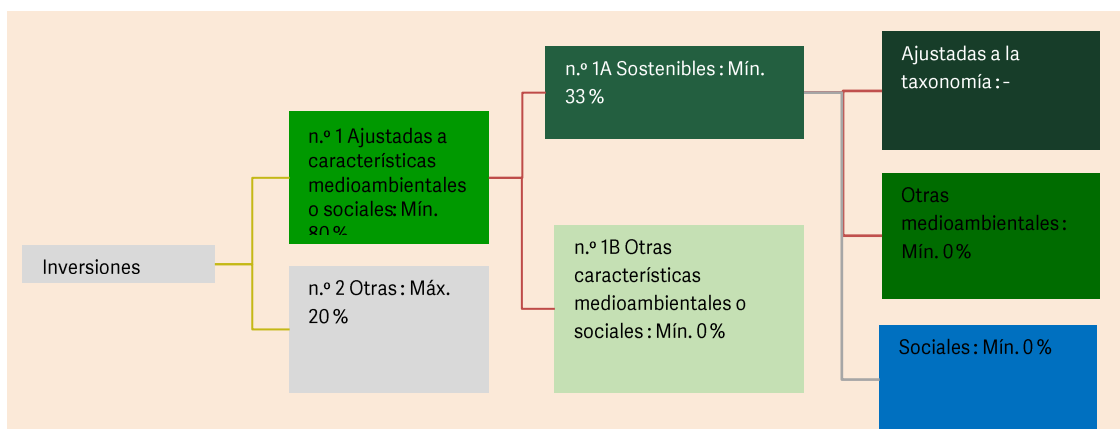 Inversiones
n.º 1 Ajustadas a
características
medioambientales
o sociales: Mín.
80 %
n.º 2 Otras : Máx.
20 %
n.º 1A Sostenibles : Mín.
33 %
n.º 1B Otras
características
medioambientales o
sociales : Mín. 0 %
Ajustadas a la
taxonomía : -
Otras
medioambientales :
Mín. 0 %
Sociales : Mín. 0 %